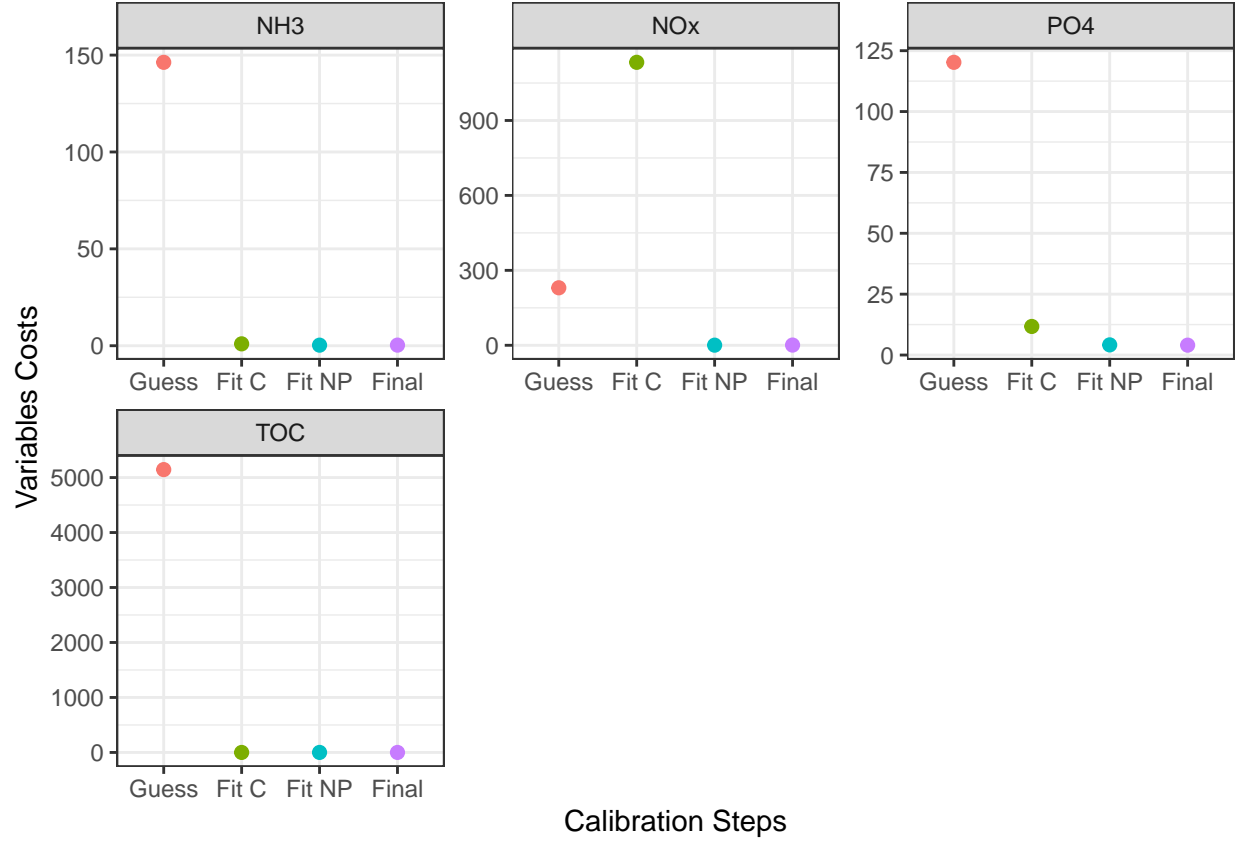 NH3
NOx
PO4
150
100
50
0
Guess Fit C Fit NP Final
900
600
300
0
Guess Fit C Fit NP Final
125
100
75
50
25
0
Guess Fit C Fit NP Final
Variables Costs
TOC
5000
4000
3000
2000
1000
0
Guess Fit C Fit NP Final
Calibration Steps